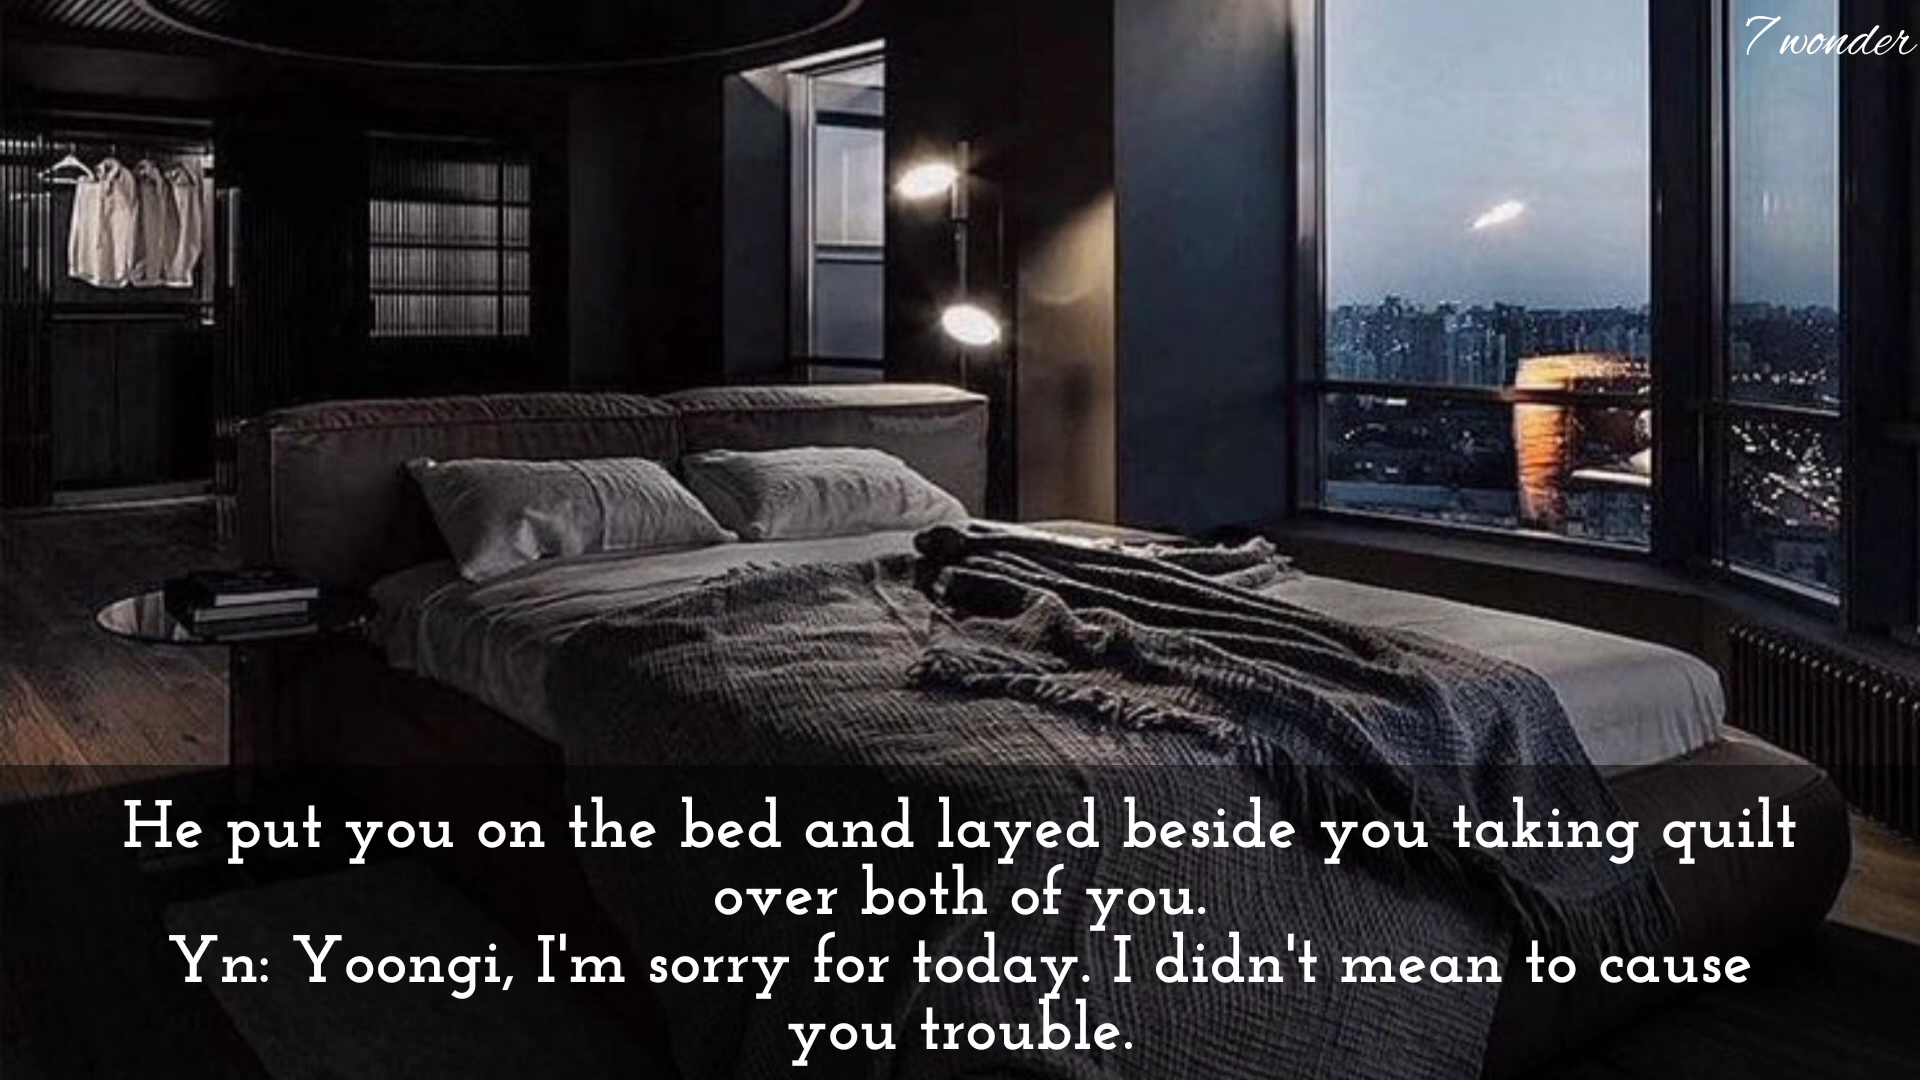 7 wonder
He put you on the bed and layed beside you taking quilt
over both of you.
Yn: Yoongi, I'm sorry for today. I didn't mean to cause
you trouble.